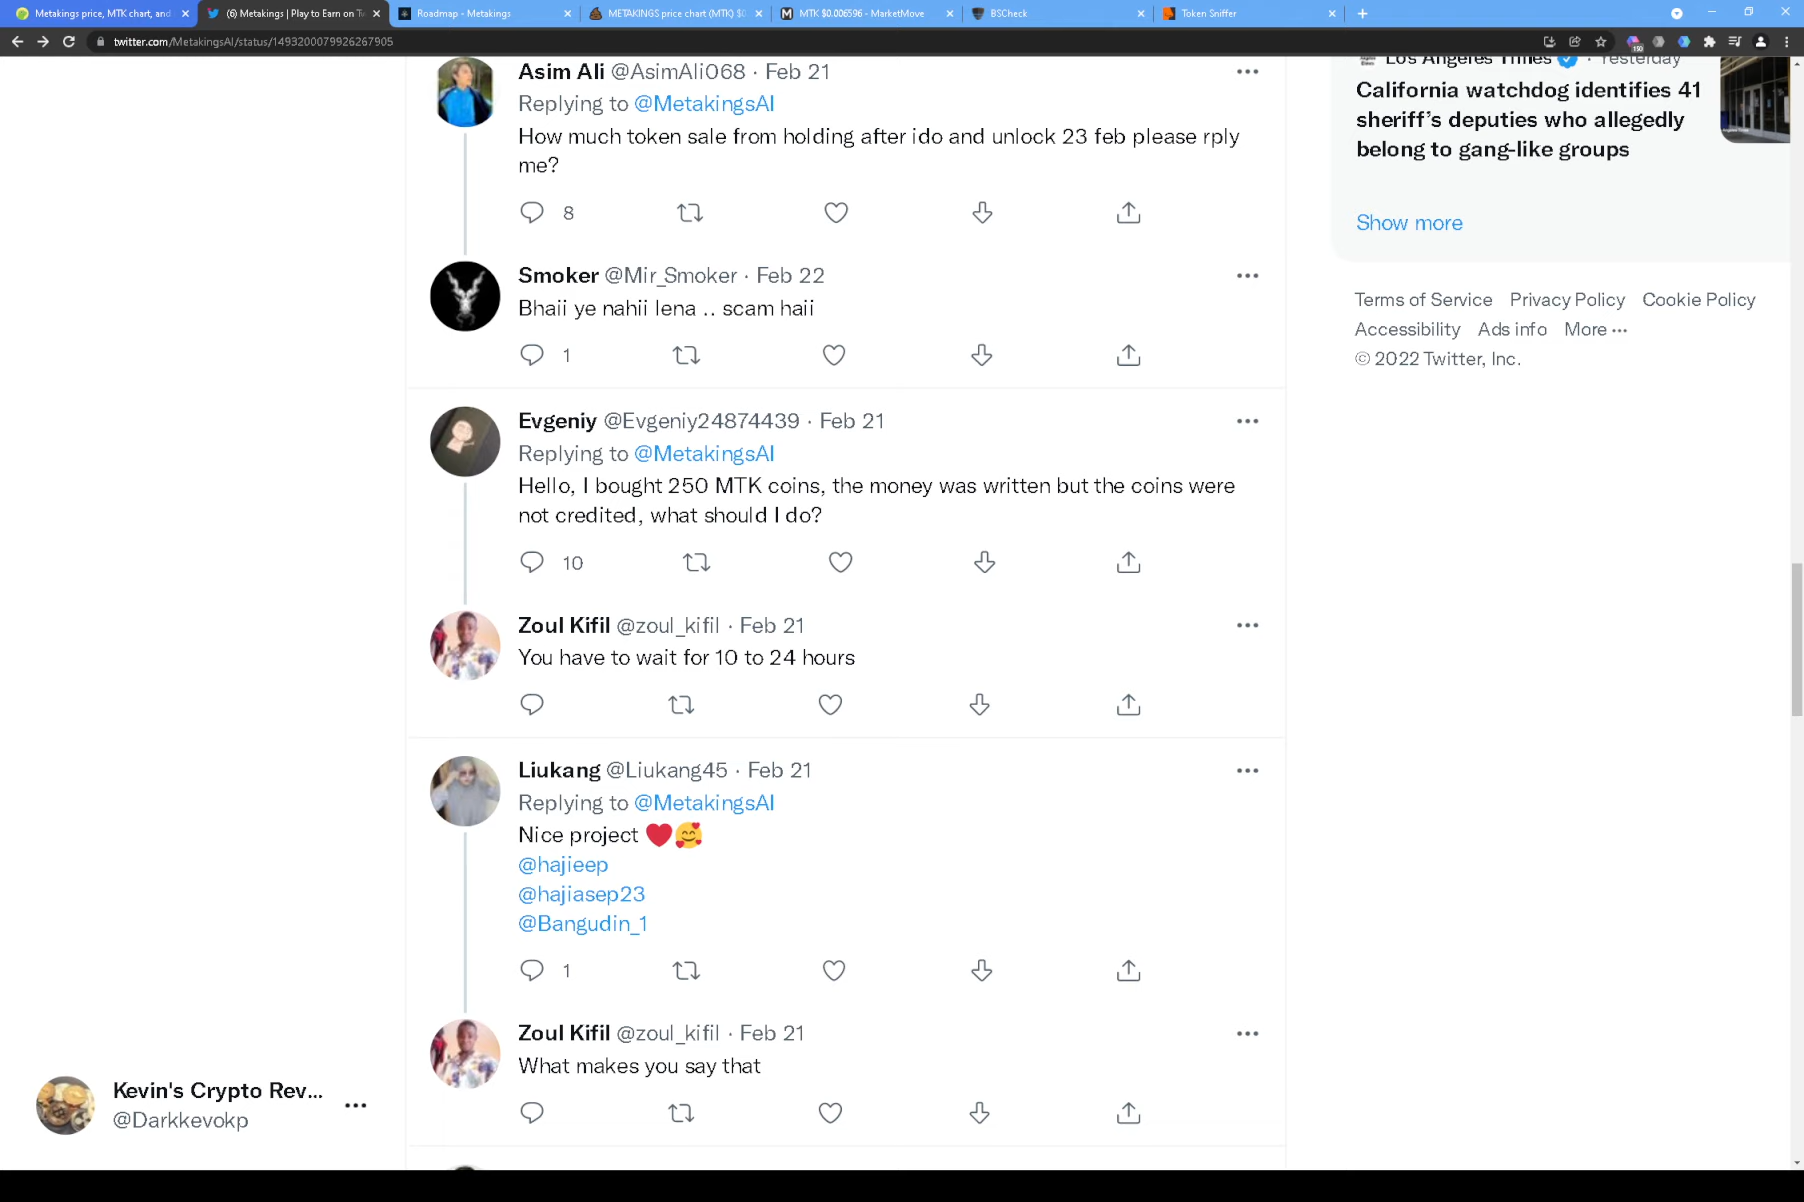 Metakings price, MTK chart, and
(6) Metakings | Play to Earn on Tw
Roadmap - Metakings
METAKINGS price chart (MTK) $0
MTK $0.006596 - MarketMove
BSCheck
Token Sniffer
twitter.com/MetakingsAI/status/1493200079926267905
150
Asim Ali @AsimAli068 · Feb 21
Replying to @MetakingsAI
How much token sale from holding after ido and unlock 23 feb please rply
me?
8
Smoker @Mir_Smoker · Feb 22
Bhaii ye nahii lena .. scam haii
1
Evgeniy @Evgeniy24874439 · Feb 21
Replying to @MetakingsAI
Hello, I bought 250 MTK coins, the money was written but the coins were
not credited, what should I do?
10
Zoul Kifil @zoul_kifil · Feb 21
You have to wait for 10 to 24 hours
Liukang @Liukang45 · Feb 21
Replying to @MetakingsAI
Nice project ❤️🥰
@hajieep
@hajiasep23
@Bangudin_1
1
Zoul Kifil @zoul_kifil · Feb 21
What makes you say that
Los Angeles Times · Yesterday
California watchdog identifies 41
sheriff's deputies who allegedly
belong to gang-like groups
Show more
Terms of Service Privacy Policy Cookie Policy
Accessibility Ads info More ···
© 2022 Twitter, Inc.
Kevin's Crypto Rev...
@Darkkevokp